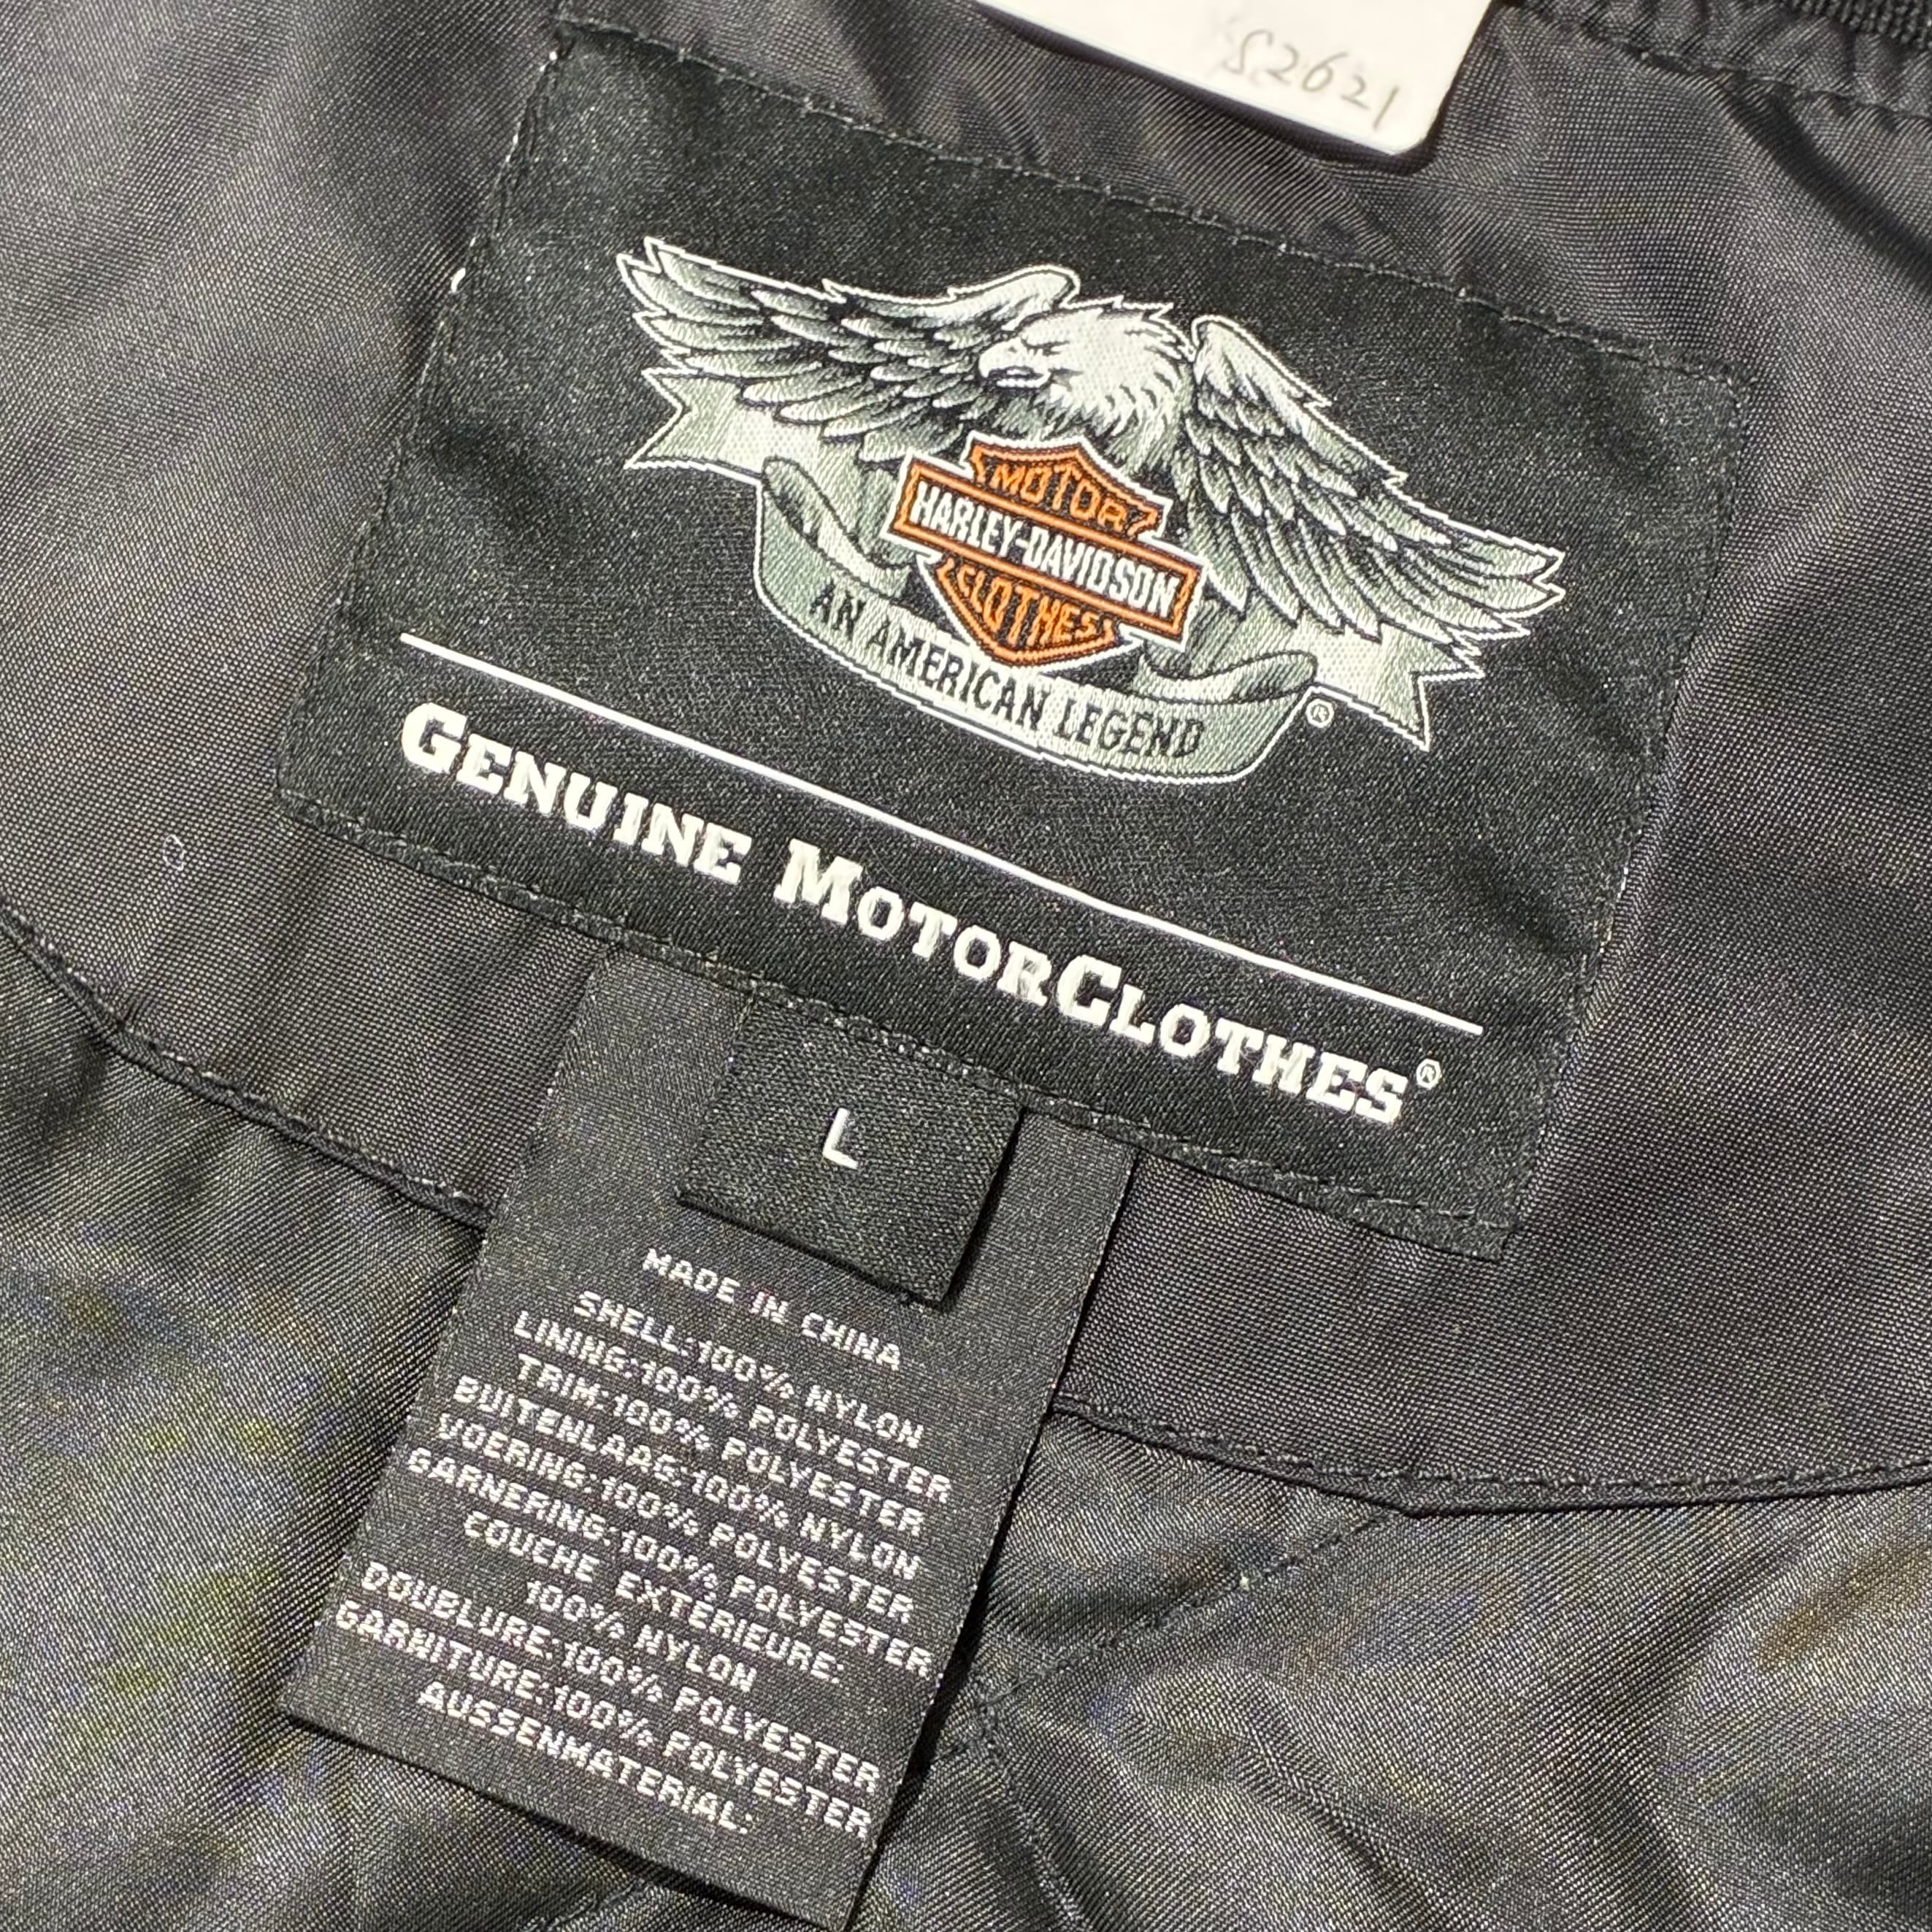 S2621
MOTOR
HARLEY-DAVIDSON
CLOTHES
AN AMERICAN LEGEND
®
GENUINE MOTORCLOTHES®
L
MADE IN CHINA
SHELL:100% NYLON
LINING:100% POLYESTER
TRIM:100% POLYESTER
BUITENLAAG:100% NYLON
VOERING:100% POLYESTER
GARNERING:100% POLYESTER
COUCHE EXTERIEURE:
100% NYLON
DOUBLURE:100% POLYESTER
GARNITURE:100% POLYESTER
AUSSENMATERIAL: